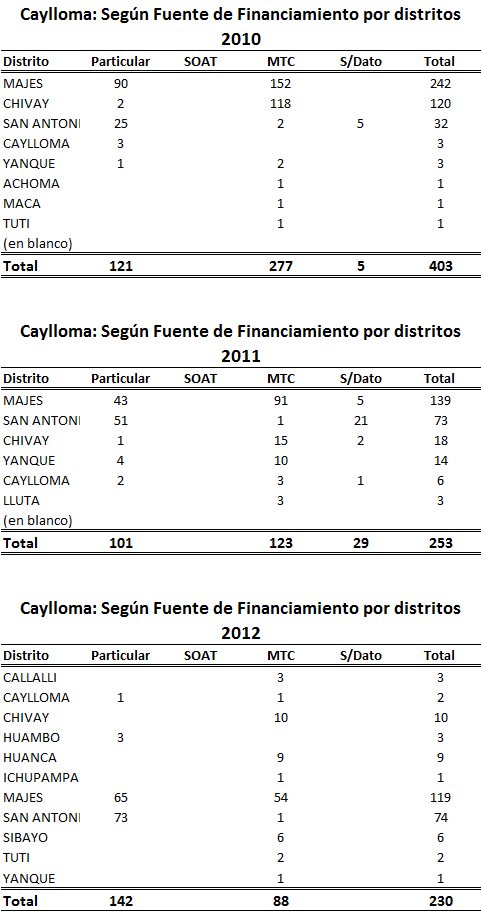 Caylloma: Según Fuente de Financiamiento por distritos
2010
Distrito Particular SOAT MTC S/Dato Total
MAJES 90 152 242
CHIVAY 2 118 120
SAN ANTONI 25 2 5 32
CAYLLOMA 3 3
YANQUE 1 2 3
ACHOMA 1 1
MACA 1 1
TUTI 1 1
(en blanco)
Total 121 277 5 403
Caylloma: Según Fuente de Financiamiento por distritos
2011
Distrito Particular SOAT MTC S/Dato Total
MAJES 43 91 5 139
SAN ANTONI 51 1 21 73
CHIVAY 1 15 2 18
YANQUE 4 10 14
CAYLLOMA 2 3 1 6
LLUTA 3 3
(en blanco)
Total 101 123 29 253
Caylloma: Según Fuente de Financiamiento por distritos
2012
Distrito Particular SOAT MTC S/Dato Total
CALLALLI 3 3
CAYLLOMA 1 1 2
CHIVAY 10 10
HUAMBO 3 3
HUANCA 9 9
ICHUPAMPA 1 1
MAJES 65 54 119
SAN ANTONI 73 1 74
SIBAYO 6 6
TUTI 2 2
YANQUE 1 1
Total 142 88 230